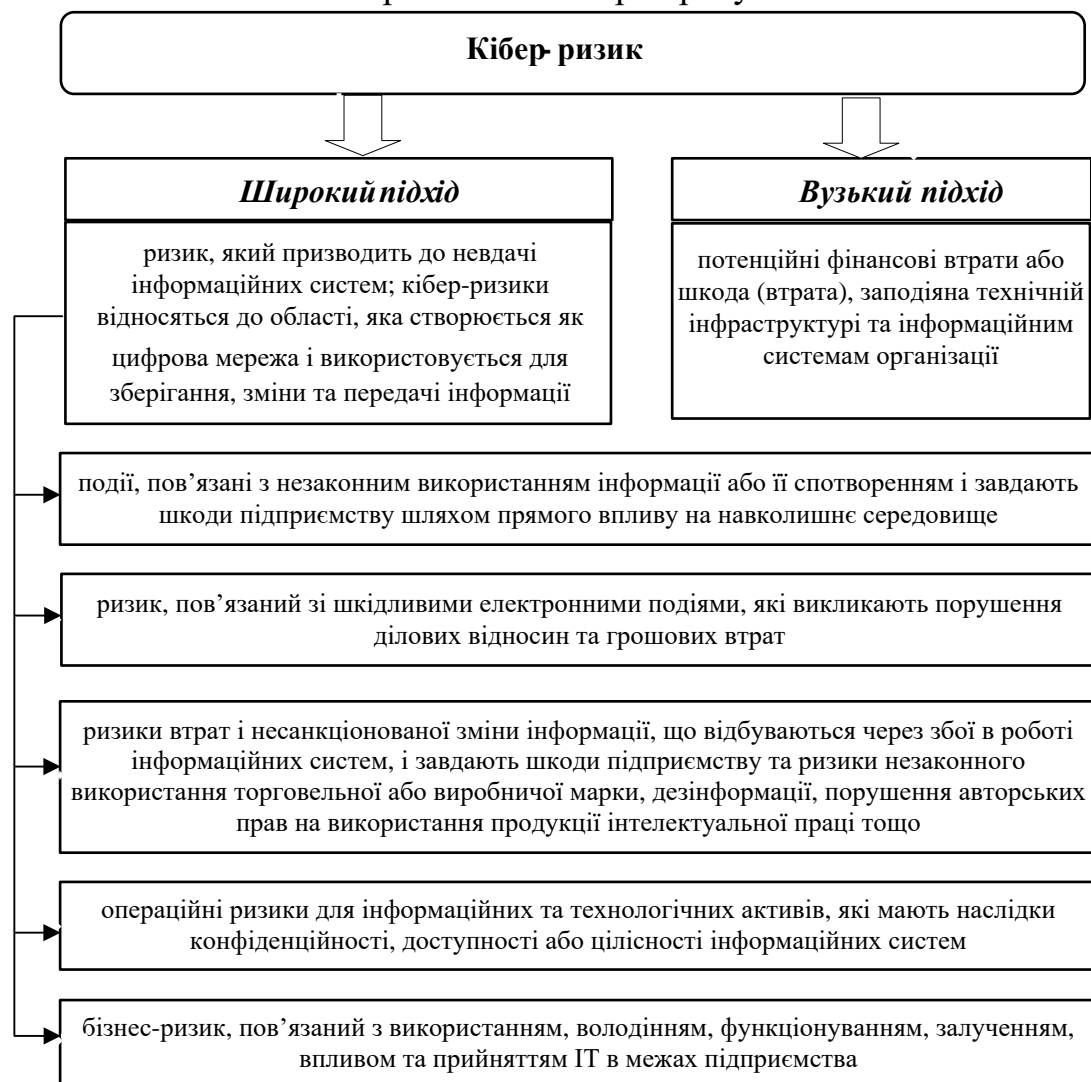 Кібер-ризик
Широкий підхід
ризик, який призводить до невдачі
інформаційних систем; кібер-ризики
відносяться до області, яка створюється як
цифрова мережа і використовується для
зберігання, зміни та передачі інформації
Вузький підхід
потенційні фінансові втрати або
шкода (втрата), заподіяна технічній
інфраструктурі та інформаційним
системам організації
події, пов’язані з незаконним використанням інформації або її спотворенням і завдають
шкоди підприємству шляхом прямого впливу на навколишнє середовище
ризик, пов’язаний зі шкідливими електронними подіями, які викликають порушення
ділових відносин та грошових втрат
ризики втрат і несанкціонованої зміни інформації, що відбуваються через збої в роботі
інформаційних систем, і завдають шкоди підприємству та ризики незаконного
використання торговельної або виробничої марки, дезінформації, порушення авторських
прав на використання продукції інтелектуальної праці тощо
операційні ризики для інформаційних та технологічних активів, які мають наслідки
конфіденційності, доступності або цілісності інформаційних систем
бізнес-ризик, пов’язаний з використанням, володінням, функціонуванням, залученням,
впливом та прийняттям ІТ в межах підприємства